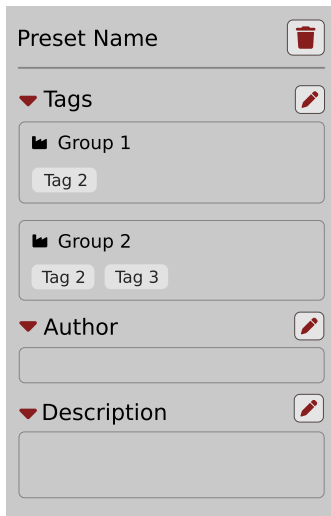 Preset Name
Tags
Group 1
Tag 2
Group 2
Tag 2 Tag 3
Author
Description